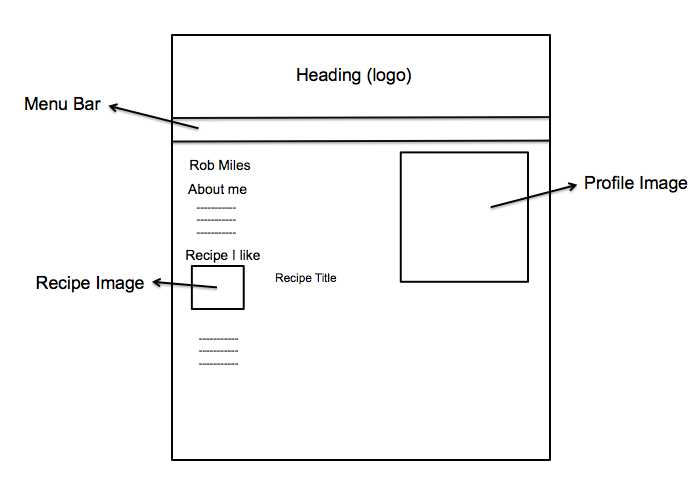 Heading (logo)
Menu Bar
Rob Miles
Profile Image
About me
-----------
-----------
-----------
Recipe I like
Recipe Image
Recipe Title
-----------
-----------
-----------